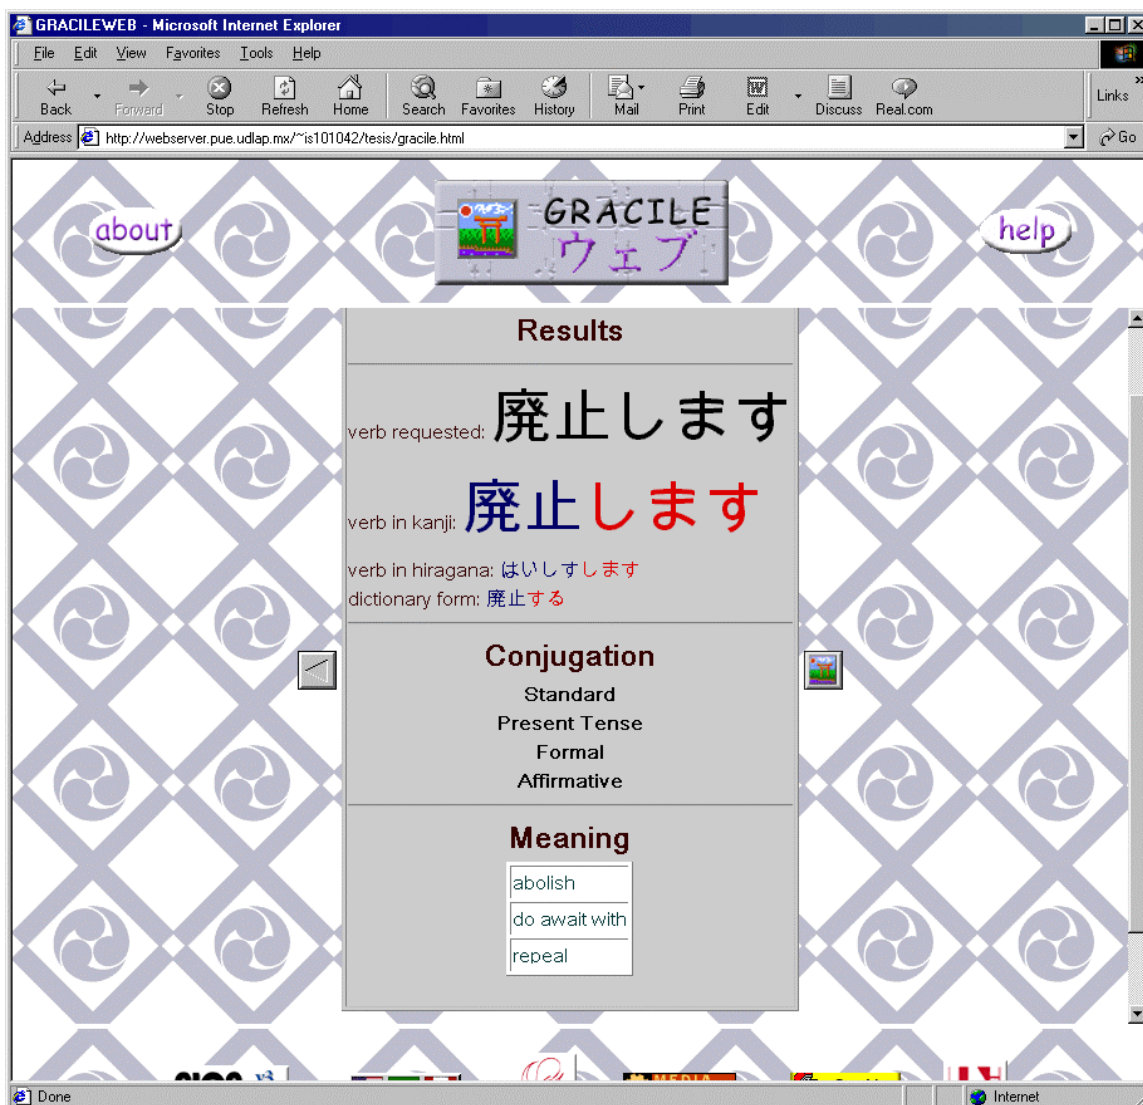 GRACILEWEB - Microsoft Internet Explorer
File Edit View Favorites Tools Help
Back Forward Stop Refresh Home Search Favorites History Mail Print Edit Discuss Real.com Links
Address http://webserver.pue.udlap.mx/~is101042/tesis/gracile.html Go
about
GRACILE
ウェブ
help
Results
verb requested: 廃止します
verb in kanji: 廃止します
verb in hiragana: はいしすします
dictionary form: 廃止する
Conjugation
Standard
Present Tense
Formal
Affirmative
Meaning
abolish
do await with
repeal
v3
MEDIA
Done Internet